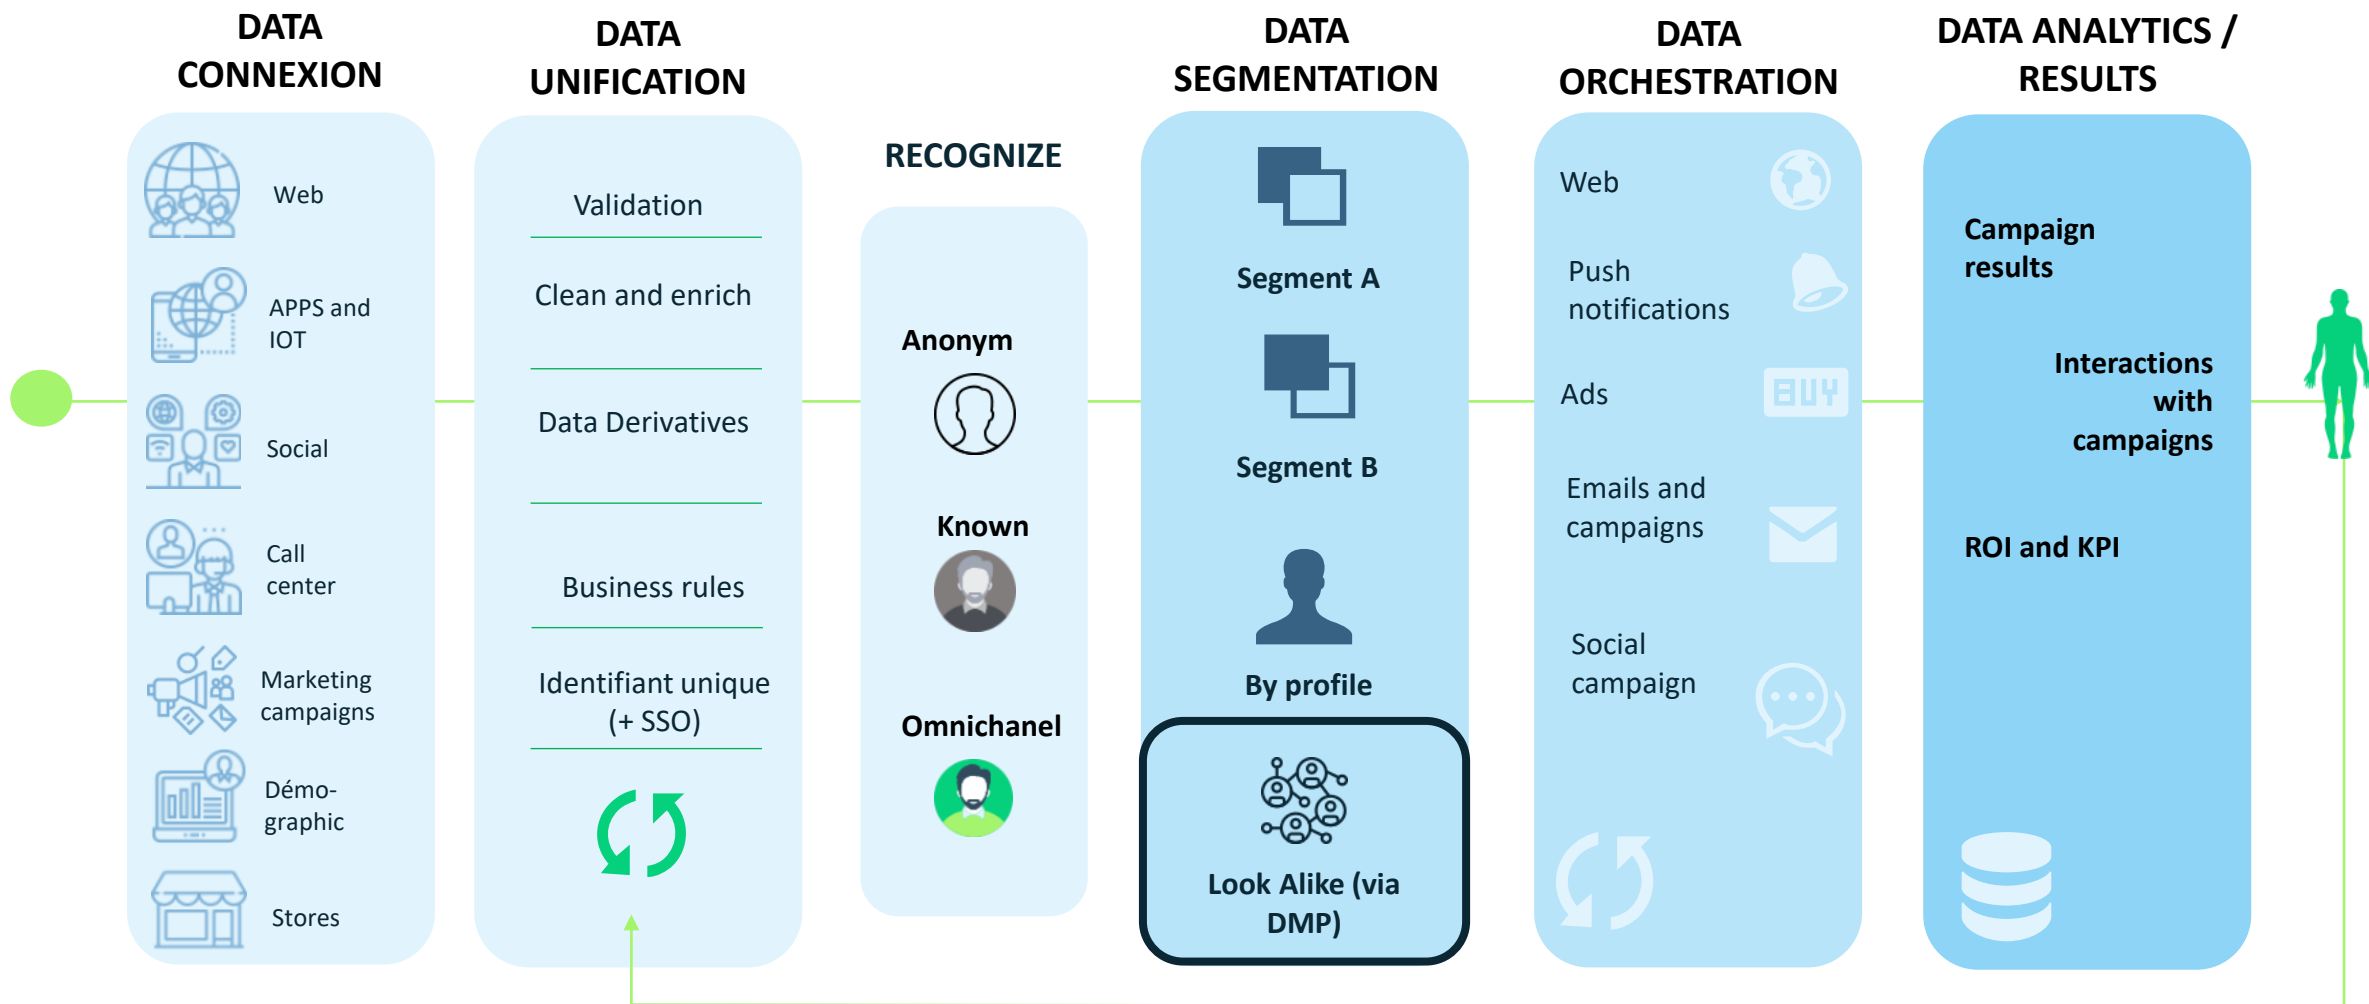 DATA
CONNEXION
Web
APPS and
IOT
Social
Call
center
Marketing
campaigns
Démo-
graphic
Stores
DATA
UNIFICATION
Validation
Clean and enrich
Data Derivatives
Business rules
Identifiant unique
(+ SSO)
RECOGNIZE
Anonym
Known
Omnichanel
DATA
SEGMENTATION
Segment A
Segment B
By profile
Look Alike (via
DMP)
DATA
ORCHESTRATION
Web
Push
notifications
Ads
BUY
Emails and
campaigns
Social
campaign
DATA ANALYTICS /
RESULTS
Campaign
results
Interactions
with
campaigns
ROI and KPI